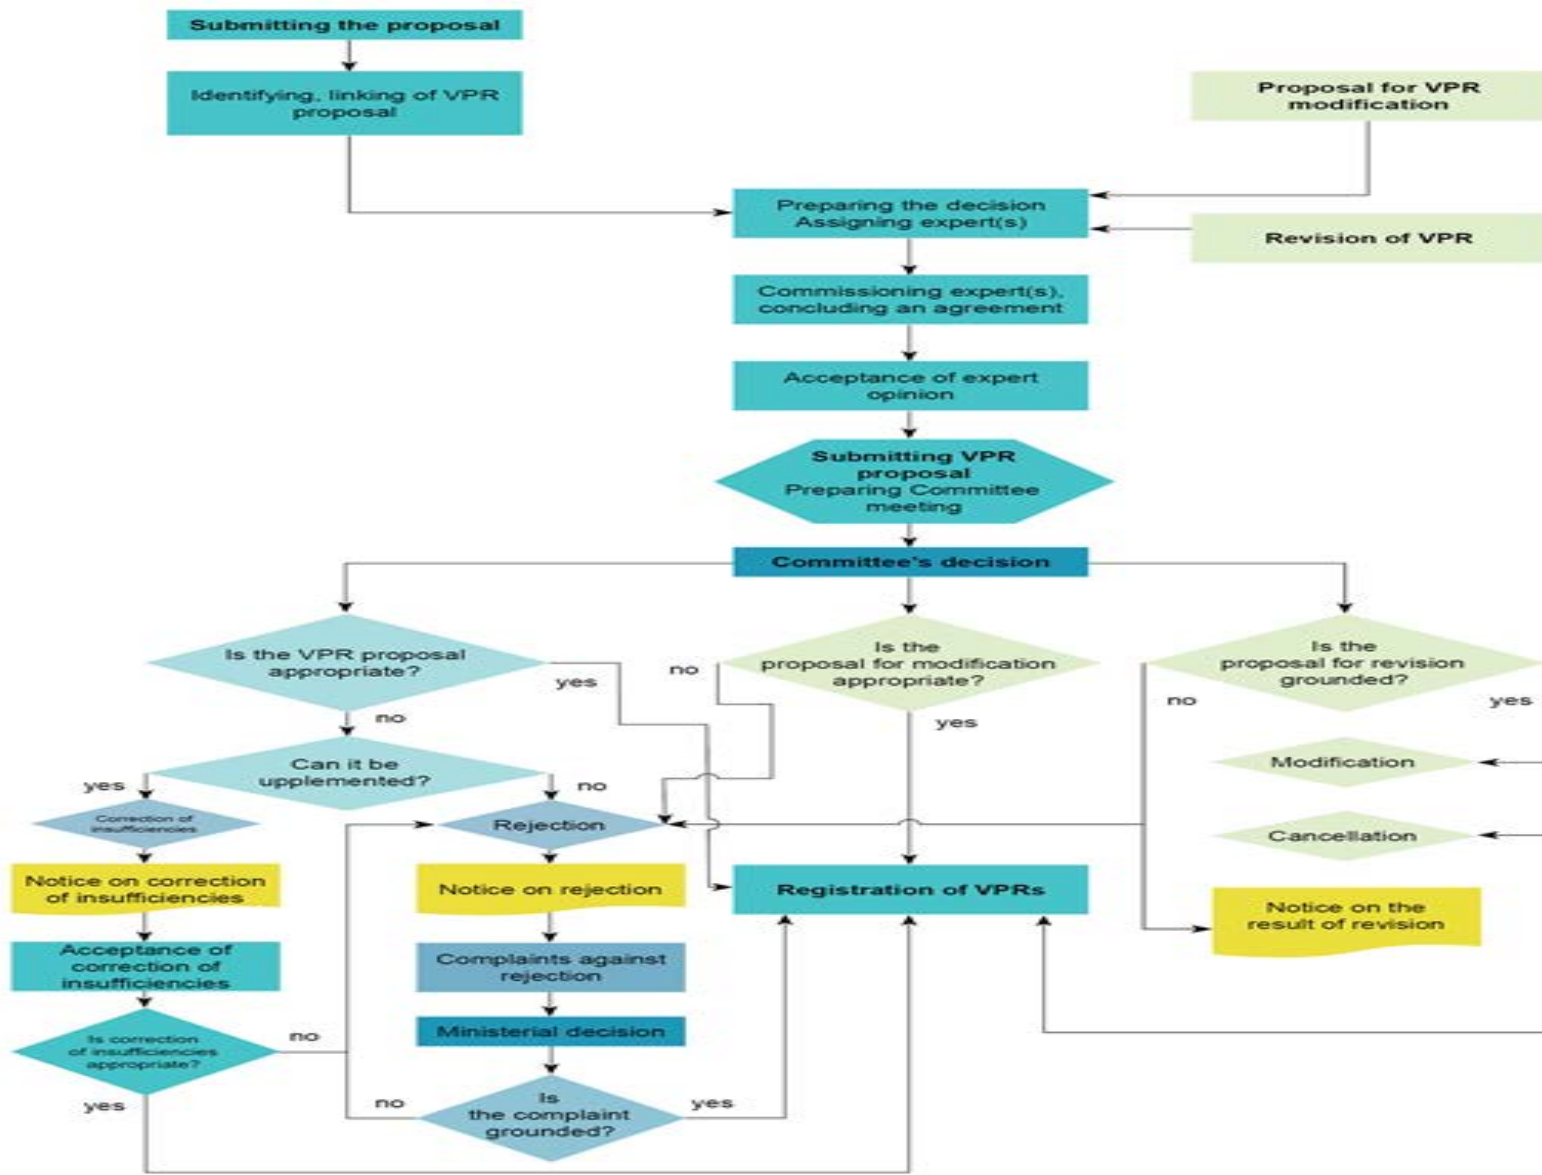 Submitting the proposal
Identifying, linking of VPR
proposal
Proposal for VPR
modification
Preparing the decision
Assigning expert(s)
Revision of VPR
Commissioning expert(s),
concluding an agreement
Acceptance of expert
opinion
Submitting VPR
proposal
Preparing Committee
meeting
Committee's decision
Is the VPR proposal
appropriate?
yes
no
Is the
proposal for modification
appropriate?
no
yes
Is the
proposal for revision
grounded?
no
yes
Can it be
upplemented?
yes
no
Modification
Correction of
insufficiencies
Rejection
Cancellation
Notice on correction
of insufficiencies
Notice on rejection
Registration of VPRs
Notice on the
result of revision
Acceptance of
correction of
insufficiencies
Complaints against
rejection
Ministerial decision
Is correction
of insufficiencies
appropriate?
no
yes
Is
the complaint
grounded?
no
yes